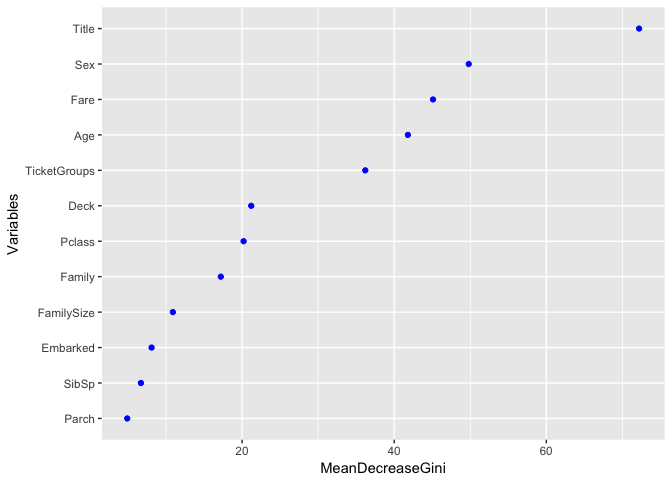 Title
Sex
Fare
Age
TicketGroups
Deck
Pclass
Family
FamilySize
Embarked
SibSp
Parch
Variables
20 40 60
MeanDecreaseGini